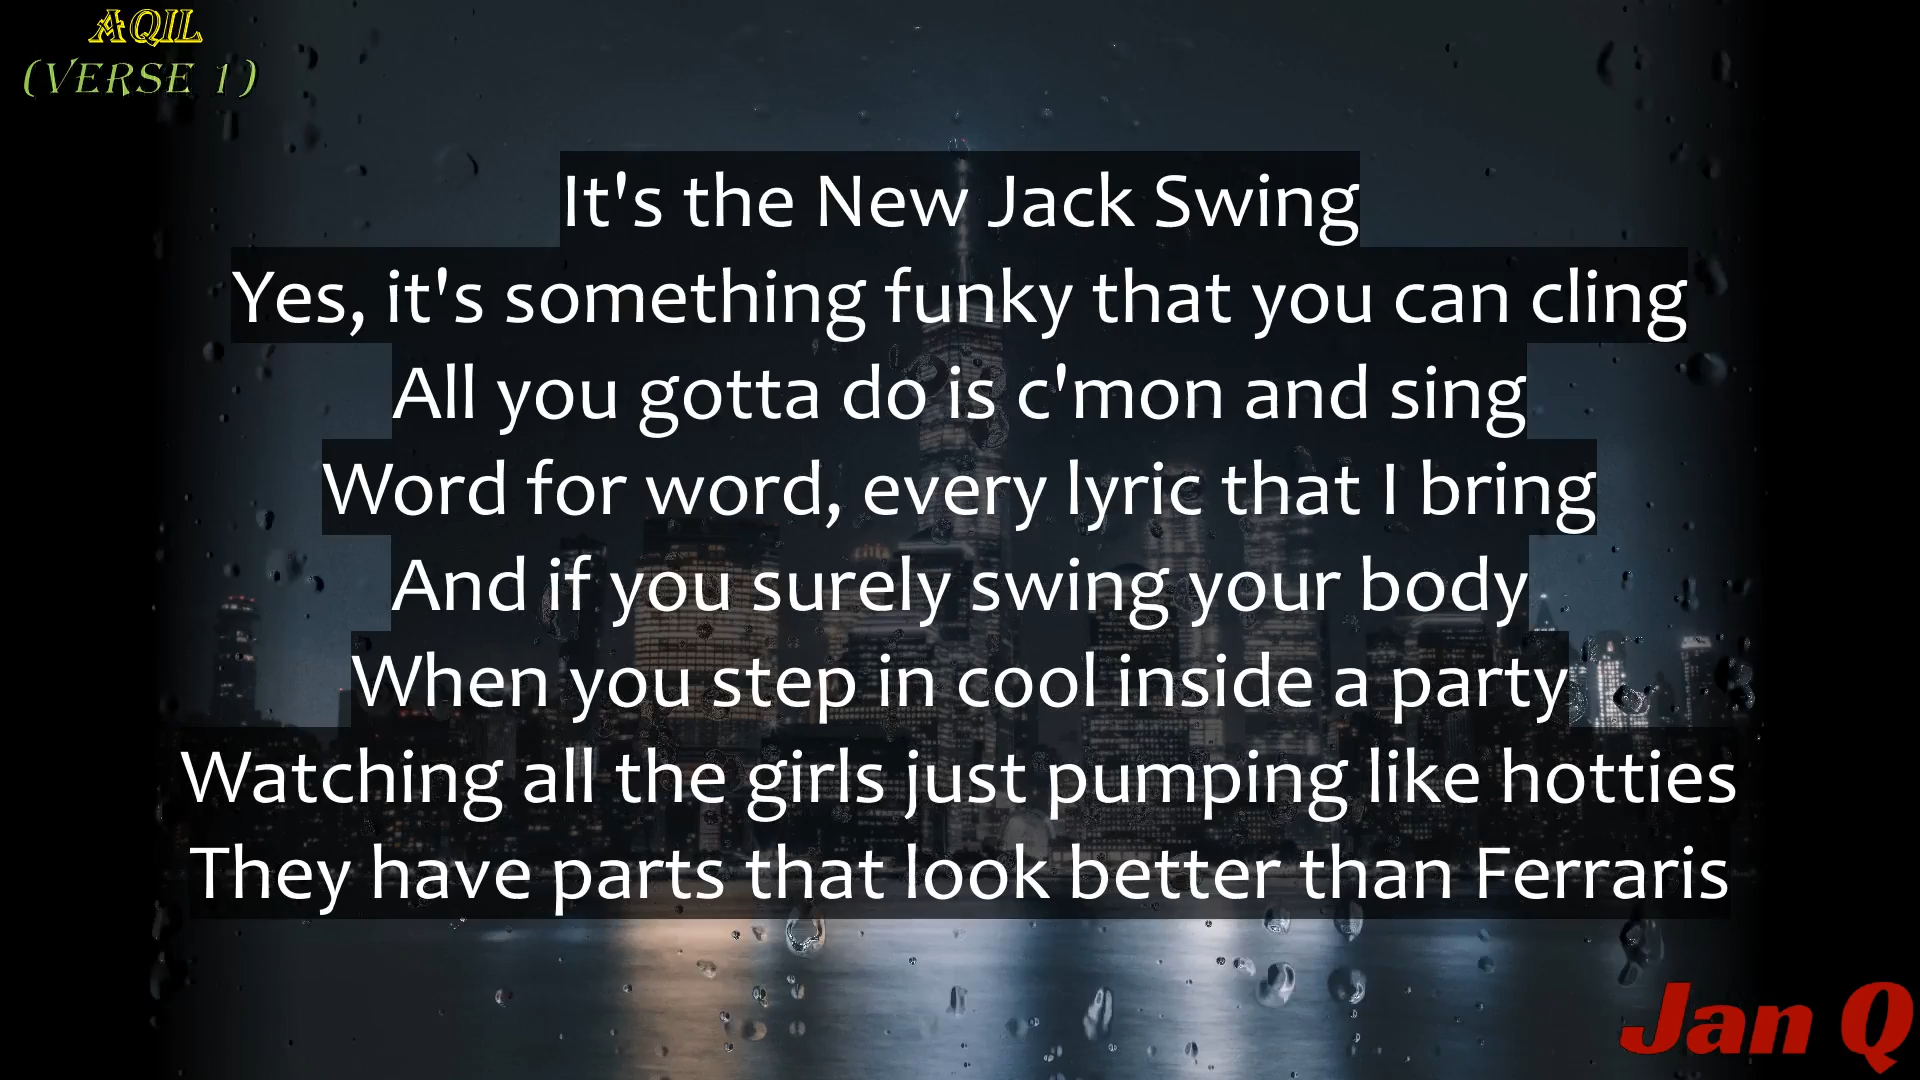 AQIL
(VERSE 1)
It's the New Jack Swing
Yes, it's something funky that you can cling
All you gotta do is c'mon and sing
Word for word, every lyric that I bring
And if you surely swing your body
When you step in cool inside a party
Watching all the girls just pumping like hotties
They have parts that look better than Ferraris
Jan Q